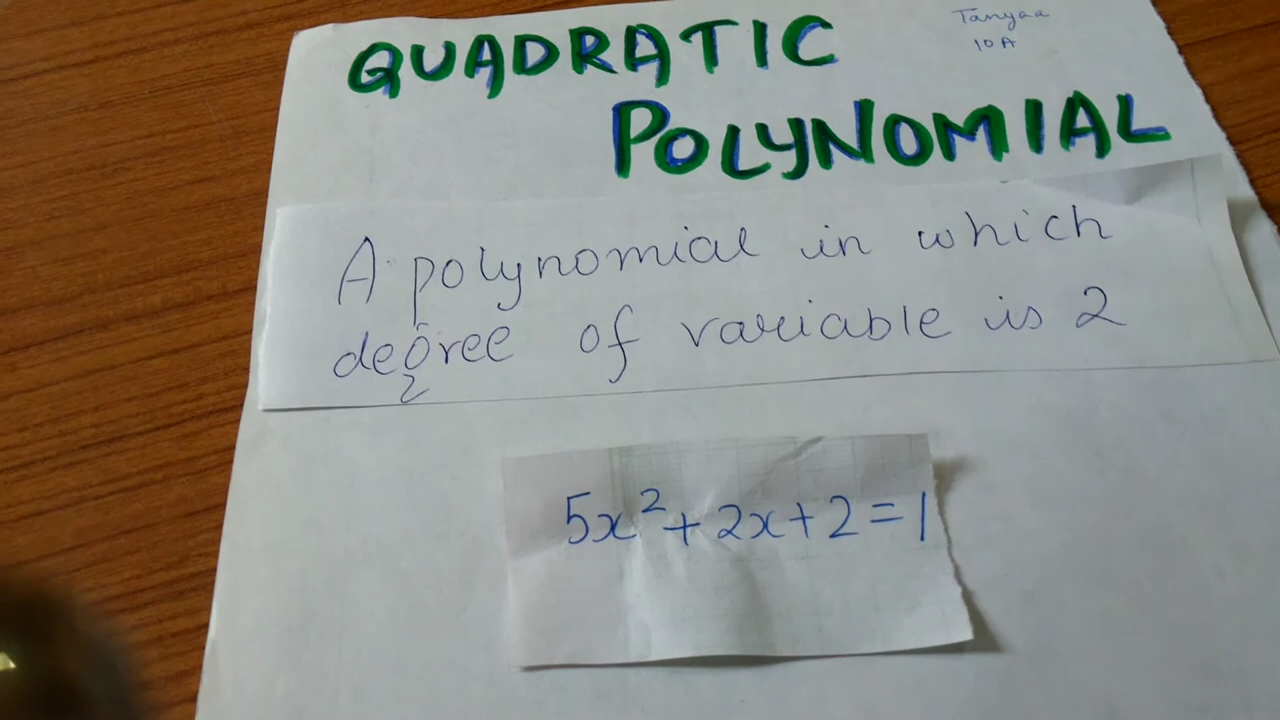 Tanyaa
10A
QUADRATIC
POLYNOMIAL
A polynomial in which
degree of variable is 2
5x²+2x+2=1